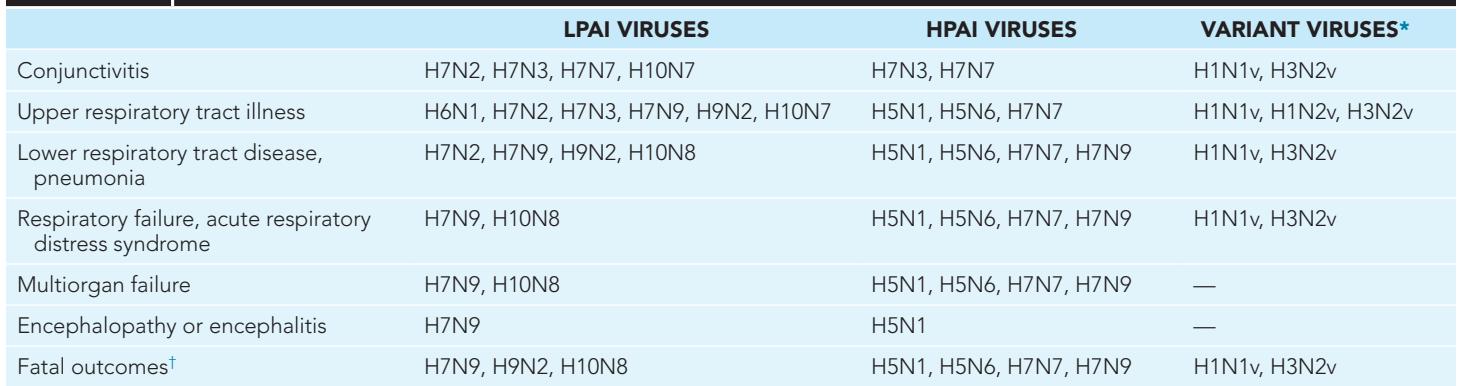 LPAI VIRUSES HPAI VIRUSES VARIANT VIRUSES*
Conjunctivitis H7N2, H7N3, H7N7, H10N7 H7N3, H7N7 H1N1v, H3N2v
Upper respiratory tract illness H6N1, H7N2, H7N3, H7N9, H9N2, H10N7 H5N1, H5N6, H7N7 H1N1v, H1N2v, H3N2v
Lower respiratory tract disease, H7N2, H7N9, H9N2, H10N8 H5N1, H5N6, H7N7, H7N9 H1N1v, H3N2v
pneumonia
Respiratory failure, acute respiratory H7N9, H10N8 H5N1, H5N6, H7N7, H7N9 H1N1v, H3N2v
distress syndrome
Multiorgan failure H7N9, H10N8 H5N1, H5N6, H7N7, H7N9 —
Encephalopathy or encephalitis H7N9 H5N1 —
Fatal outcomes† H7N9, H9N2, H10N8 H5N1, H5N6, H7N7, H7N9 H1N1v, H3N2v